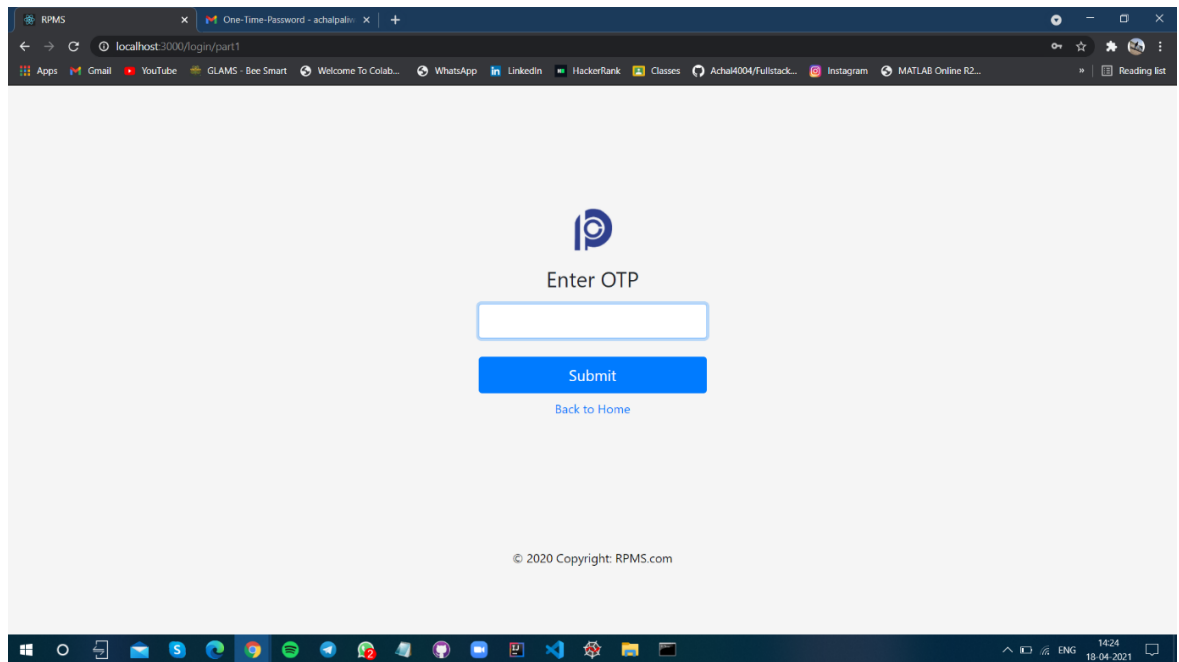 RPMS
One-Time-Password - achalpaliw
localhost:3000/login/part1
Apps Gmail YouTube GLAMS - Bee Smart Welcome To Colab... WhatsApp LinkedIn HackerRank Classes Achal4004/Fullstack... Instagram MATLAB Online R2... » Reading list
Enter OTP
Submit
Back to Home
© 2020 Copyright: RPMS.com
ENG
14:24
18-04-2021